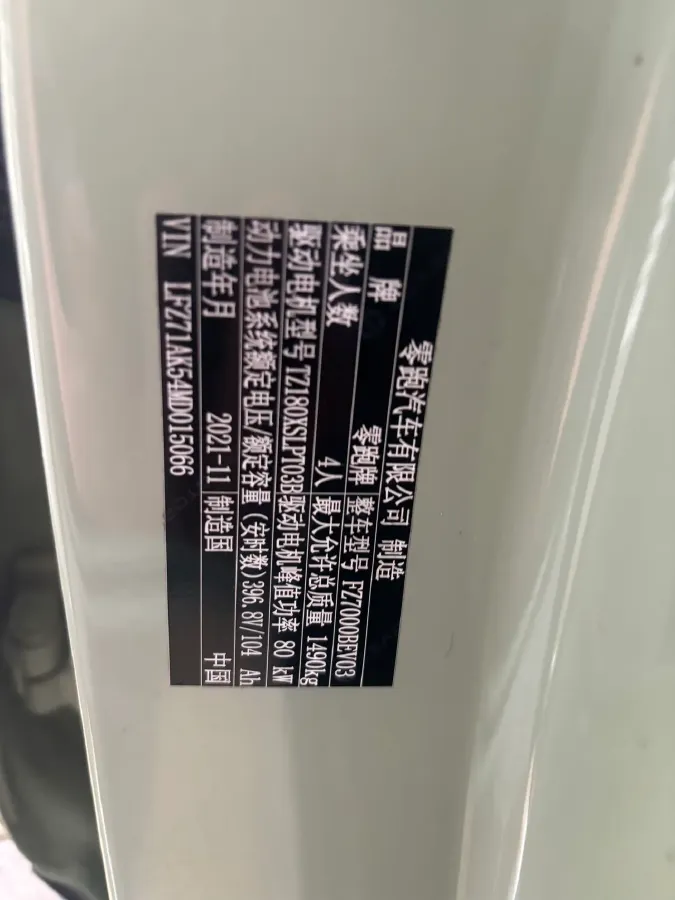 零跑汽车有限公司 制造
品牌 零跑牌 整车型号 FZ7000BEV03
乘坐人数 4人 最大允许总质量 1490kg
驱动电机型号 TZ180XSLPT03B 驱动电机峰值功率 80 kW
动力电池系统额定电压/额定容量(安时数) 396.8V/104 Ah
制造年月 2021-11 制造国 中国
VIN LFZ71AK54MD015066